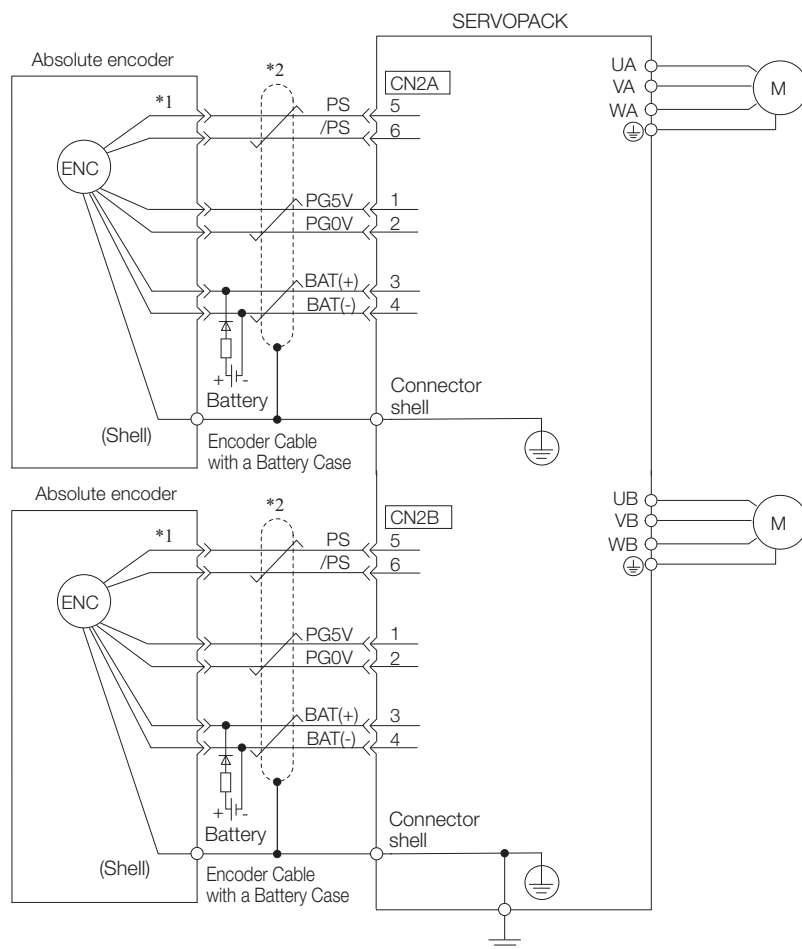 SERVOPACK
Absolute encoder
*1
*2
CN2A
ENC
PS
5
/PS
6
PG5V
1
PG0V
2
BAT(+)
3
BAT(-)
4
+
-
Battery
Connector
shell
(Shell)
Encoder Cable
with a Battery Case
UA
VA
WA
M
Absolute encoder
*1
*2
CN2B
ENC
PS
5
/PS
6
PG5V
1
PG0V
2
BAT(+)
3
BAT(-)
4
+
-
Battery
Connector
shell
(Shell)
Encoder Cable
with a Battery Case
UB
VB
WB
M